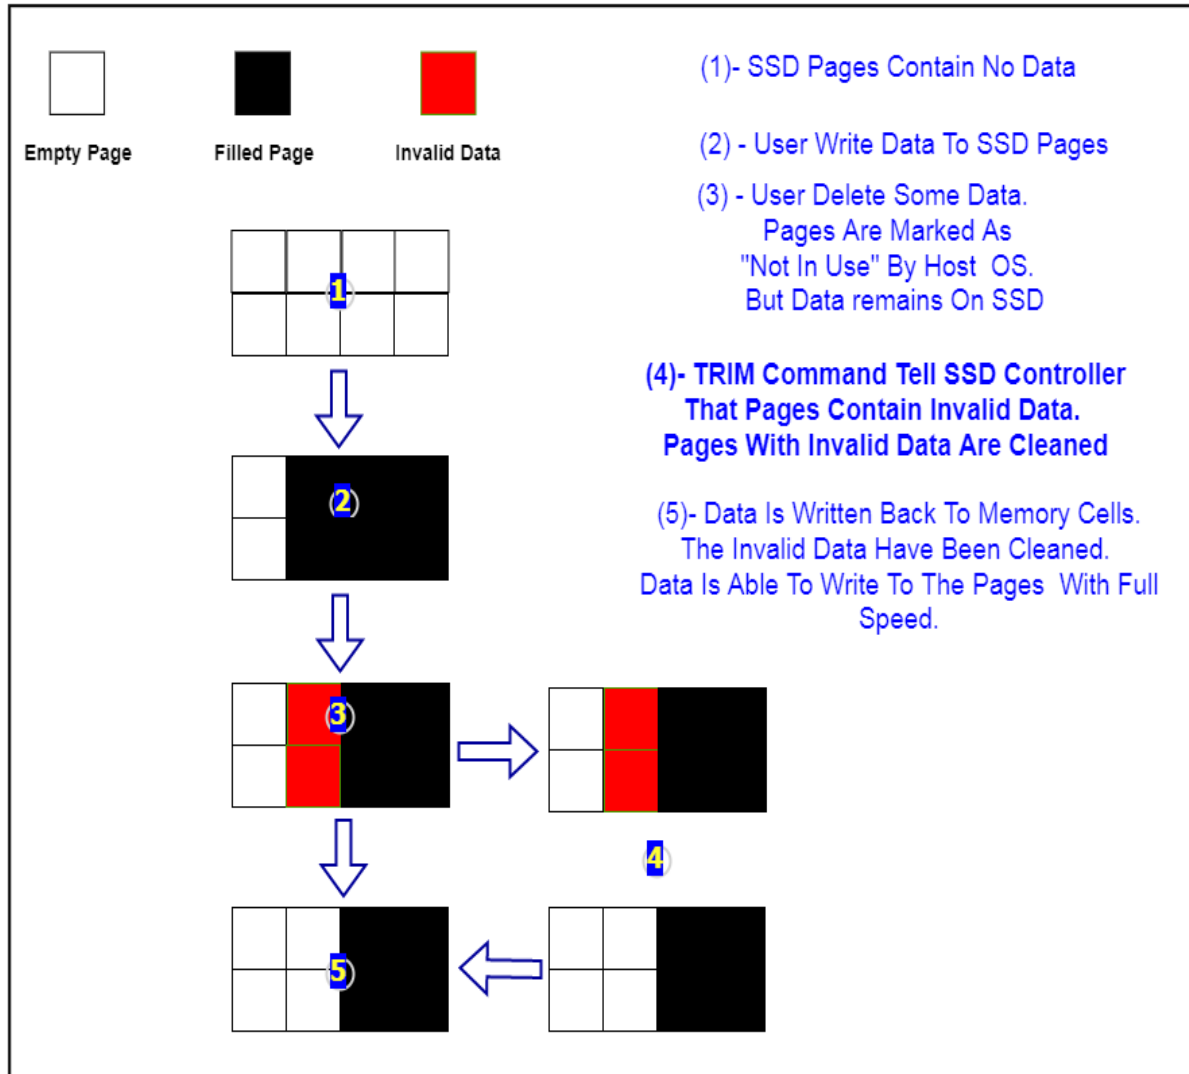 Empty Page
Filled Page
Invalid Data
(1)- SSD Pages Contain No Data
(2) - User Write Data To SSD Pages
(3) - User Delete Some Data.
Pages Are Marked As
"Not In Use" By Host OS.
But Data remains On SSD
(4)- TRIM Command Tell SSD Controller
That Pages Contain Invalid Data.
Pages With Invalid Data Are Cleaned
(5)- Data Is Written Back To Memory Cells.
The Invalid Data Have Been Cleaned.
Data Is Able To Write To The Pages With Full
Speed.
1
2
3
4
5